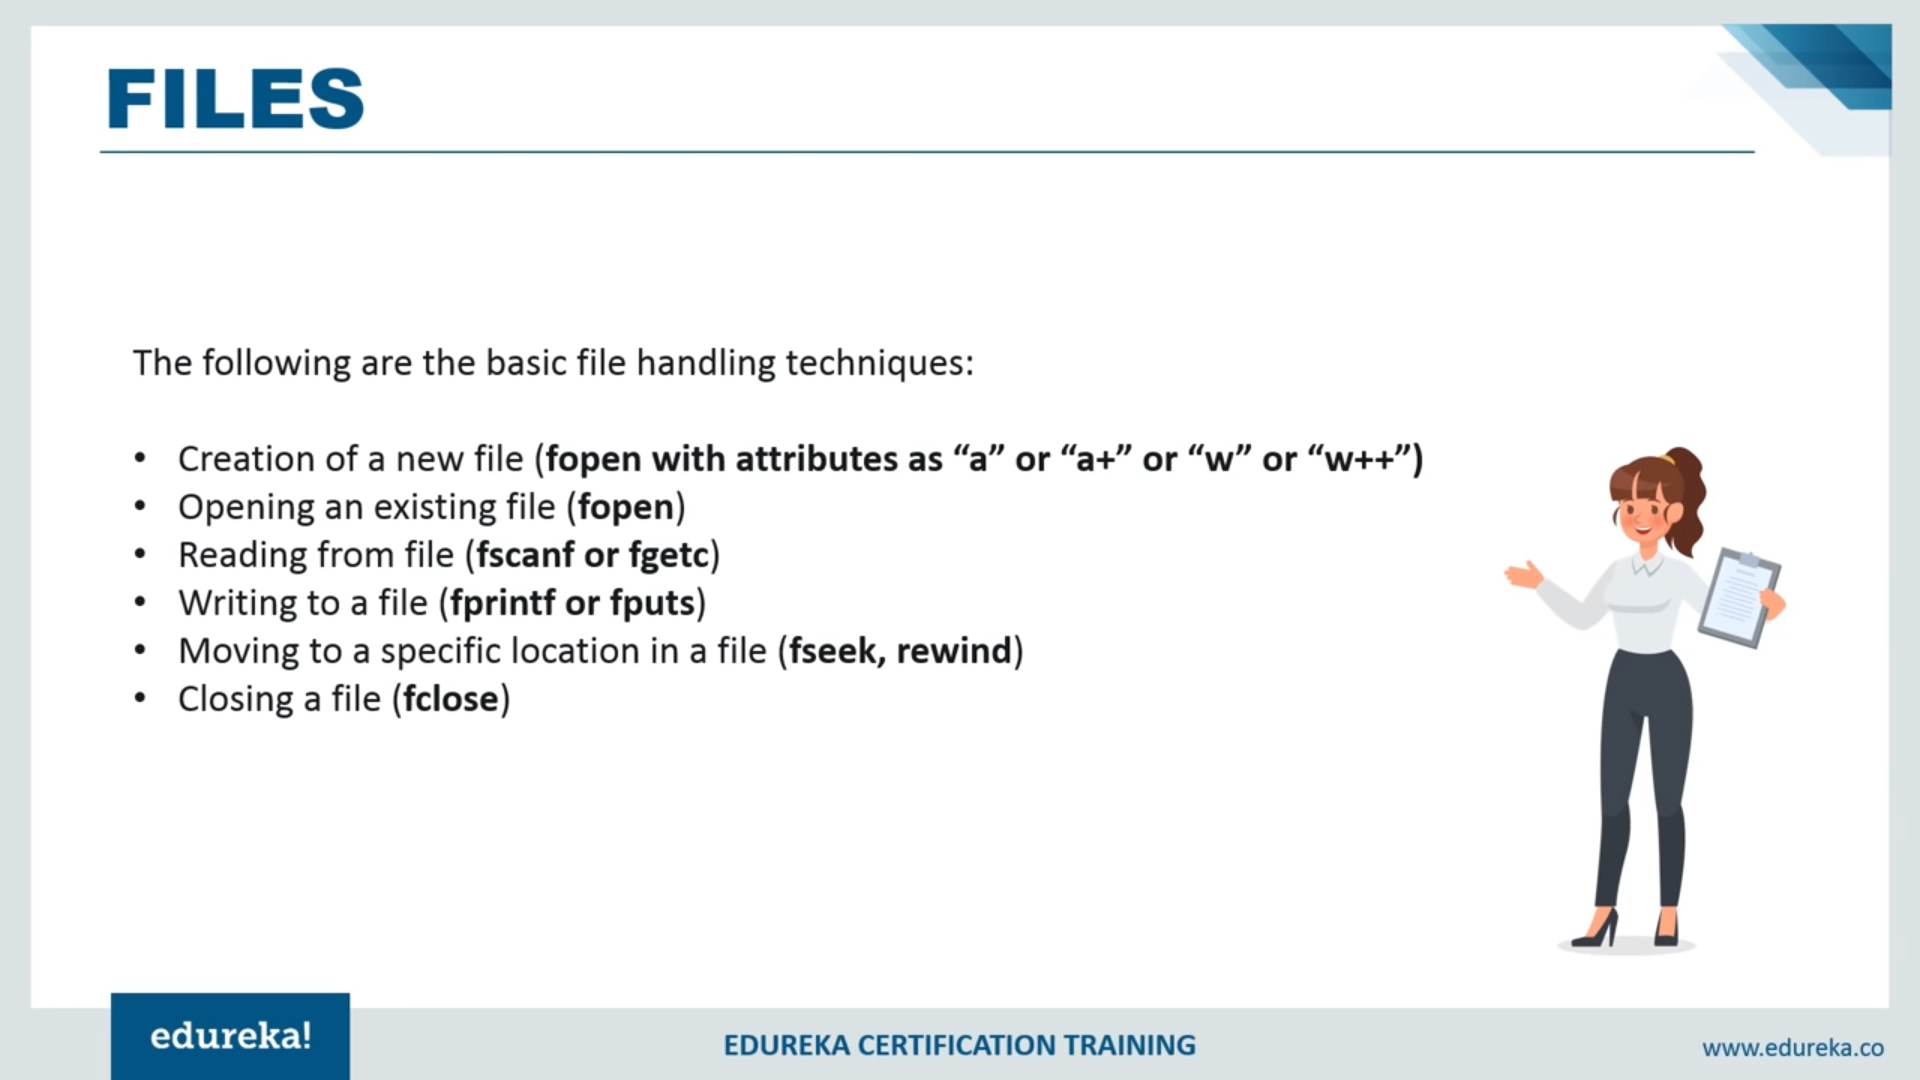 FILES
The following are the basic file handling techniques:
• Creation of a new file (fopen with attributes as “a” or “a+” or “w” or “w++”)
• Opening an existing file (fopen)
• Reading from file (fscanf or fgetc)
• Writing to a file (fprintf or fputs)
• Moving to a specific location in a file (fseek, rewind)
• Closing a file (fclose)
edureka!
EDUREKA CERTIFICATION TRAINING
www.edureka.co